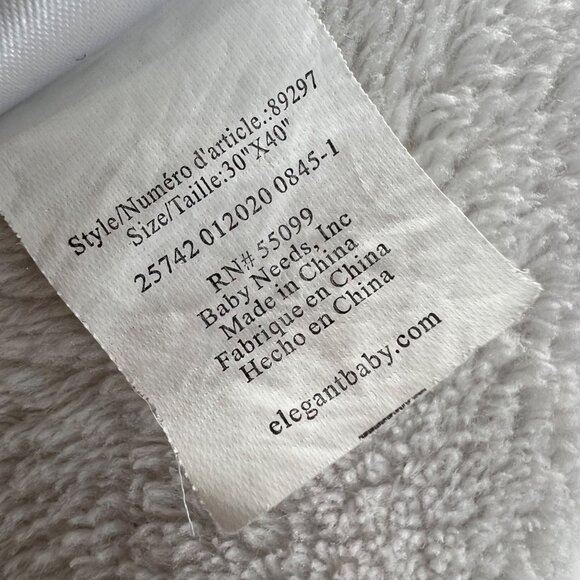 Style/Numéro d'article.:89297
Size/Taille:30"X40"
25742 012020 0845-1
RN# 55099
Baby Needs, Inc
Made in China
Fabrique en China
Hecho en China
elegantbaby.com